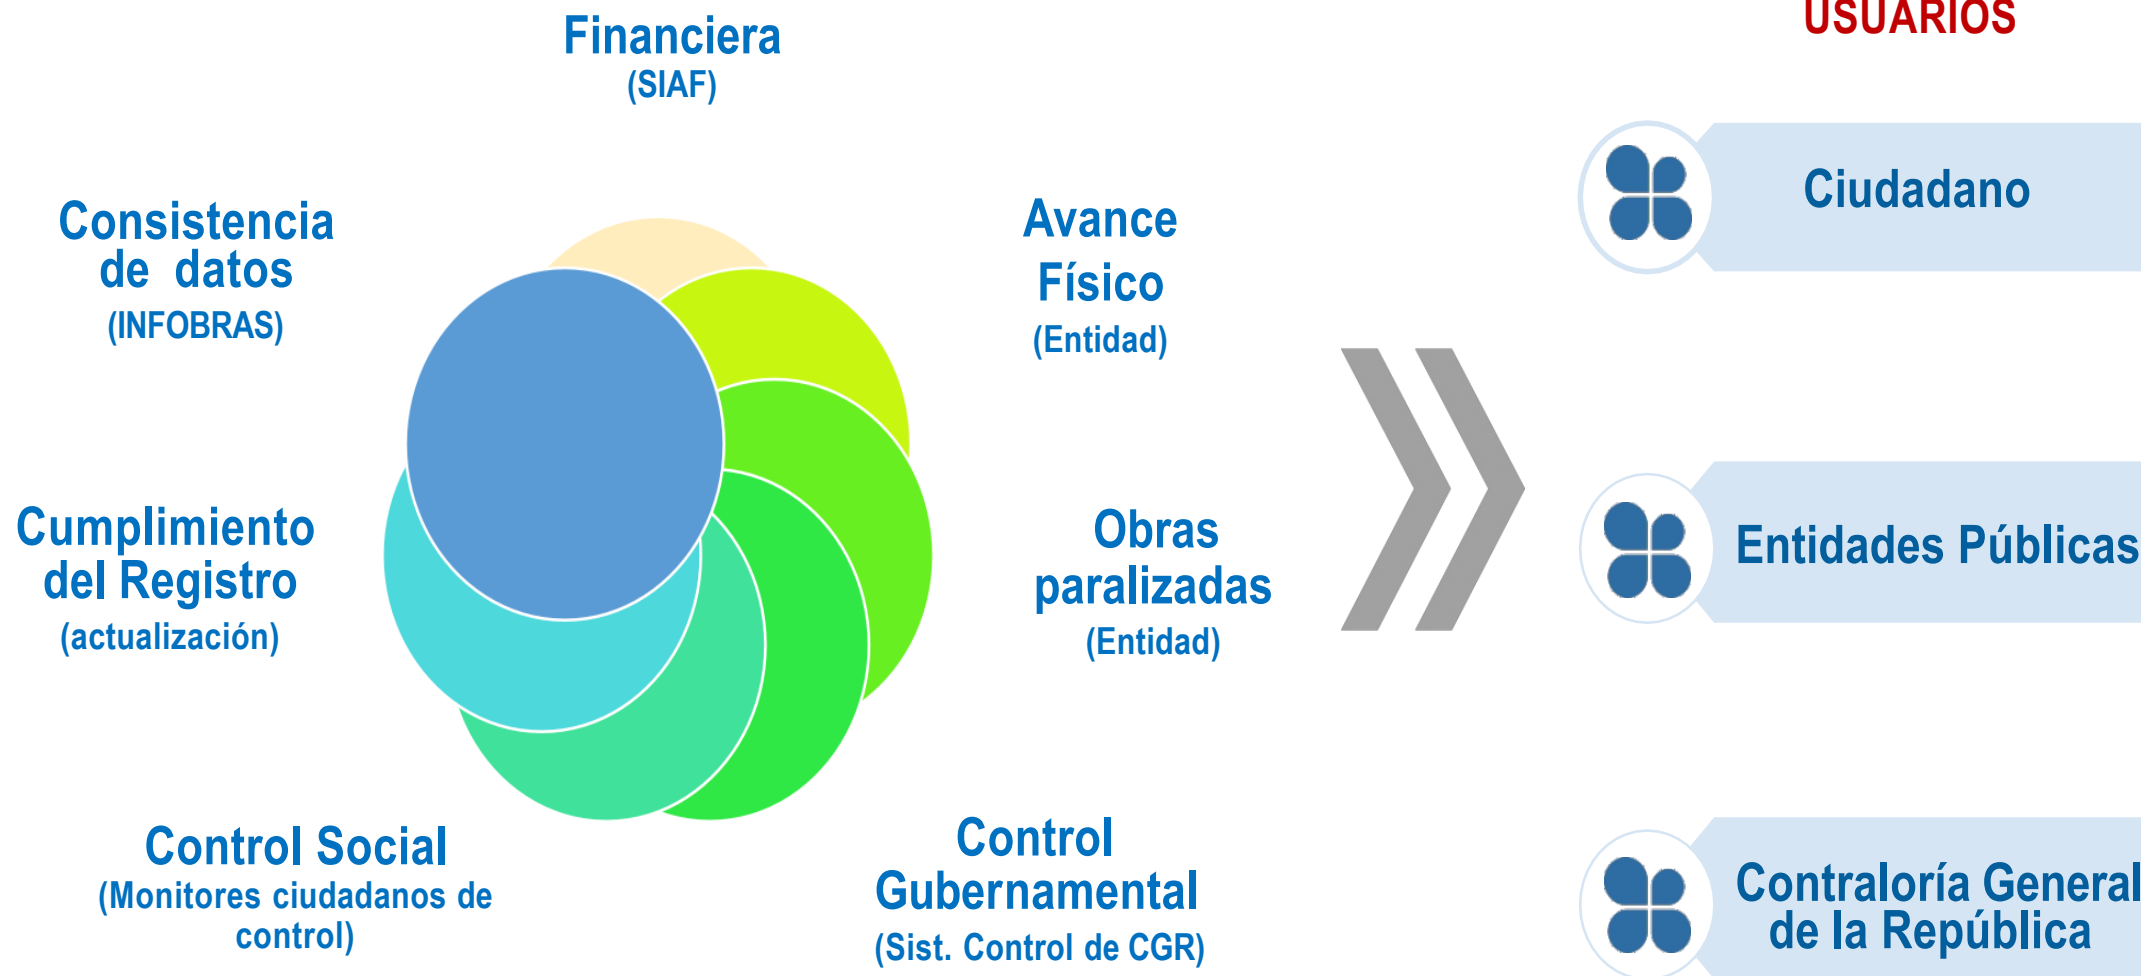 Financiera
(SIAF)
Consistencia
de datos
(INFOBRAS)
Avance
Físico
(Entidad)
Cumplimiento
del Registro
(actualización)
Obras
paralizadas
(Entidad)
Control Social
(Monitores ciudadanos de
control)
Control
Gubernamental
(Sist. Control de CGR)
USUARIOS
Ciudadano
Entidades Públicas
Contraloría General
de la República